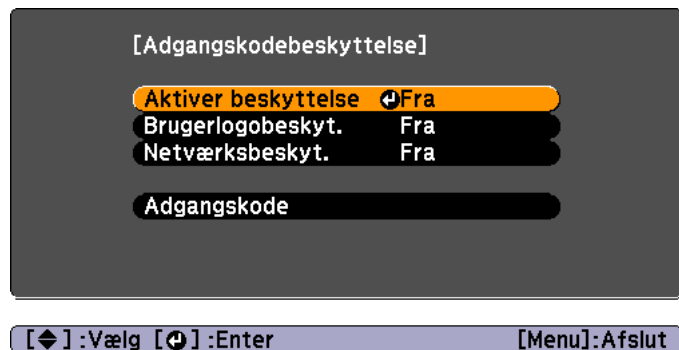 [Adgangskodebeskyttelse]
Aktiver beskyttelse Fra
Brugerlogobeskyt. Fra
Netværksbeskyt. Fra
Adgangskode
[◆]:Vælg [⏎]:Enter [Menu]:Afslut